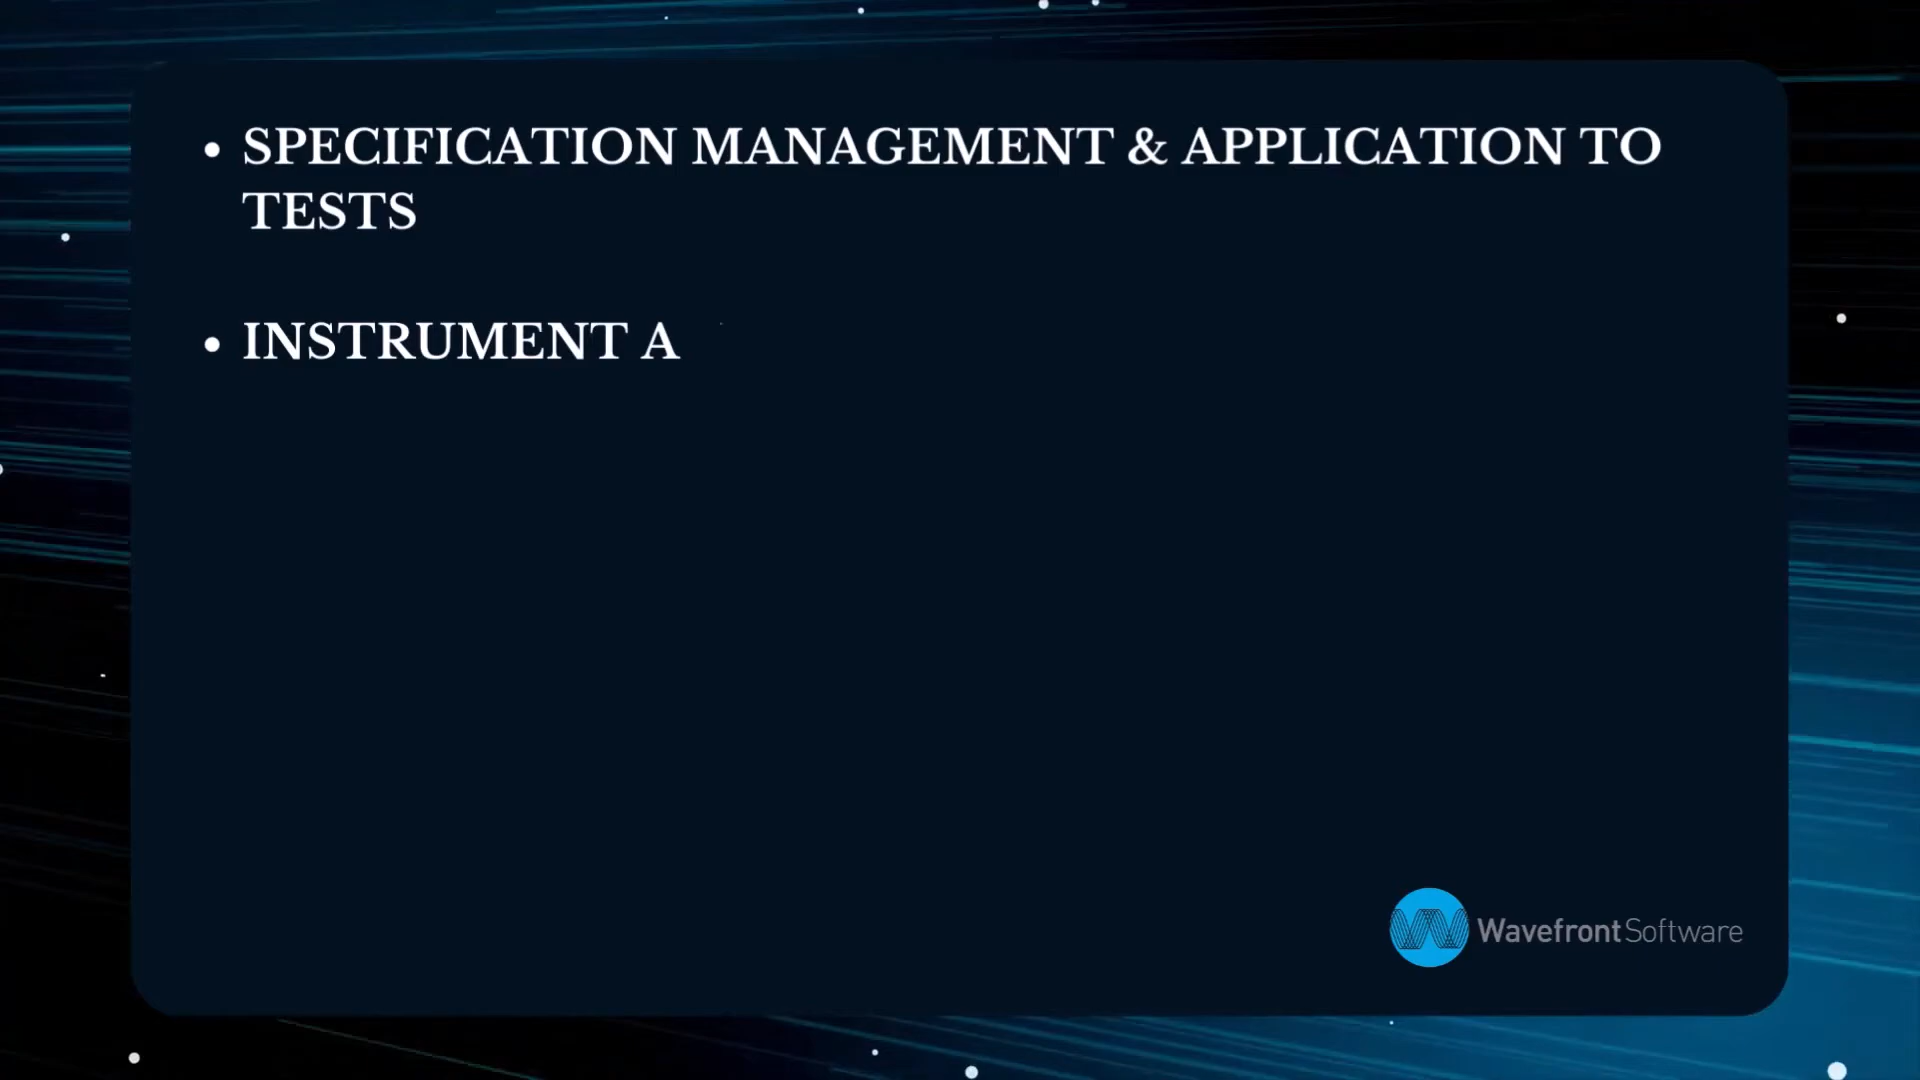 • SPECIFICATION MANAGEMENT & APPLICATION TO
TESTS
• INSTRUMENT A
WavefrontSoftware